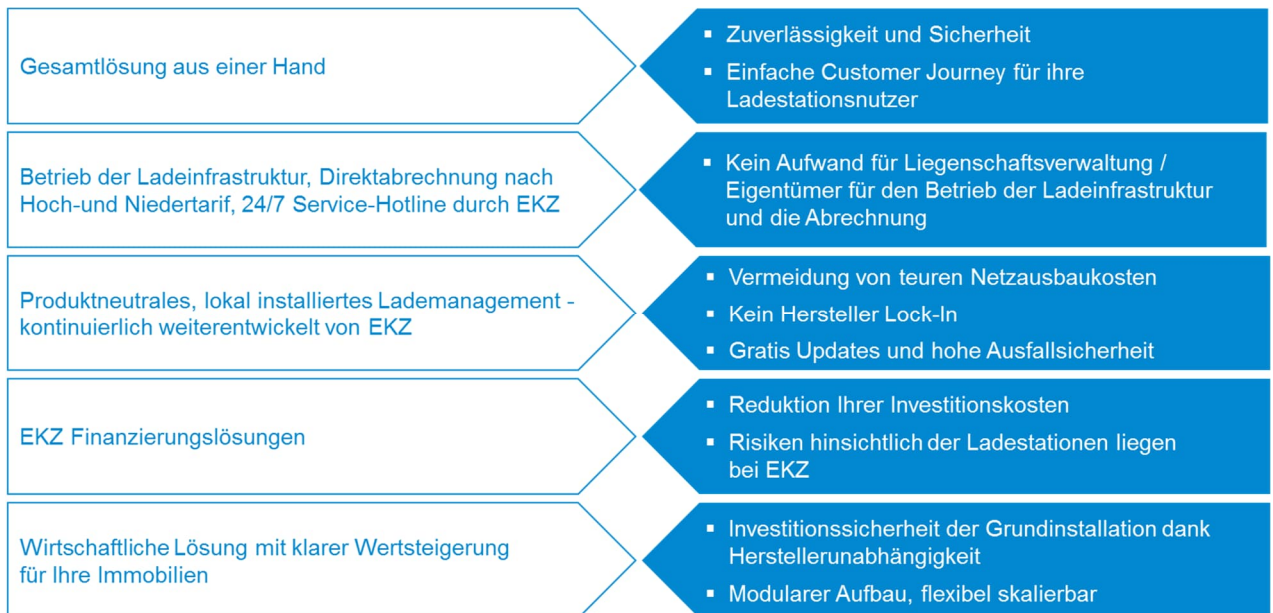 Gesamtlösung aus einer Hand
▪ Zuverlässigkeit und Sicherheit
▪ Einfache Customer Journey für ihre
Ladestationsnutzer
Betrieb der Ladeinfrastruktur, Direktabrechnung nach
Hoch-und Niedertarif, 24/7 Service-Hotline durch EKZ
▪ Kein Aufwand für Liegenschaftsverwaltung /
Eigentümer für den Betrieb der Ladeinfrastruktur
und die Abrechnung
Produktneutrales, lokal installiertes Lademanagement -
kontinuierlich weiterentwickelt von EKZ
▪ Vermeidung von teuren Netzausbaukosten
▪ Kein Hersteller Lock-In
▪ Gratis Updates und hohe Ausfallsicherheit
EKZ Finanzierungslösungen
▪ Reduktion Ihrer Investitionskosten
▪ Risiken hinsichtlich der Ladestationen liegen
bei EKZ
Wirtschaftliche Lösung mit klarer Wertsteigerung
für Ihre Immobilien
▪ Investitionssicherheit der Grundinstallation dank
Herstellerunabhängigkeit
▪ Modularer Aufbau, flexibel skalierbar